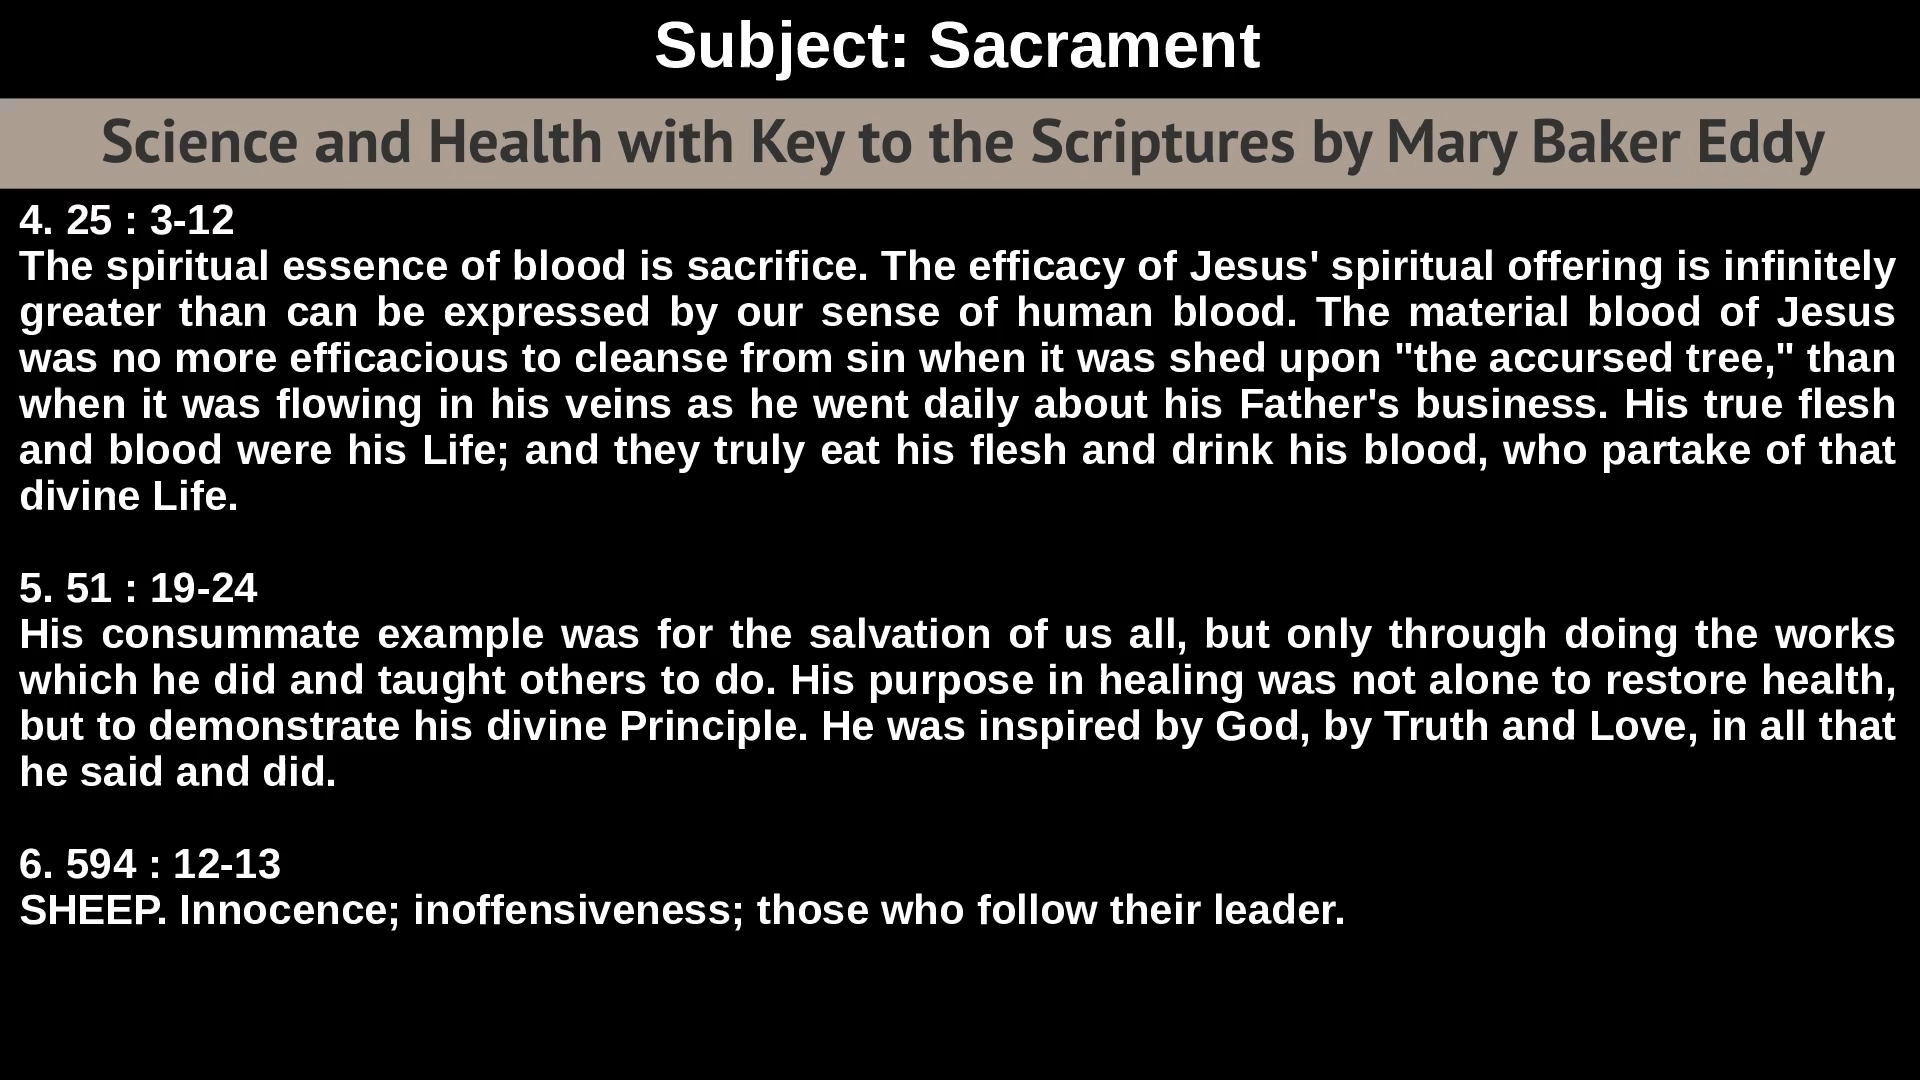 Subject: Sacrament
Science and Health with Key to the Scriptures by Mary Baker Eddy
4. 25 : 3-12
The spiritual essence of blood is sacrifice. The efficacy of Jesus' spiritual offering is infinitely
greater than can be expressed by our sense of human blood. The material blood of Jesus
was no more efficacious to cleanse from sin when it was shed upon "the accursed tree," than
when it was flowing in his veins as he went daily about his Father's business. His true flesh
and blood were his Life; and they truly eat his flesh and drink his blood, who partake of that
divine Life.
5. 51 : 19-24
His consummate example was for the salvation of us all, but only through doing the works
which he did and taught others to do. His purpose in healing was not alone to restore health,
but to demonstrate his divine Principle. He was inspired by God, by Truth and Love, in all that
he said and did.
6. 594 : 12-13
SHEEP. Innocence; inoffensiveness; those who follow their leader.